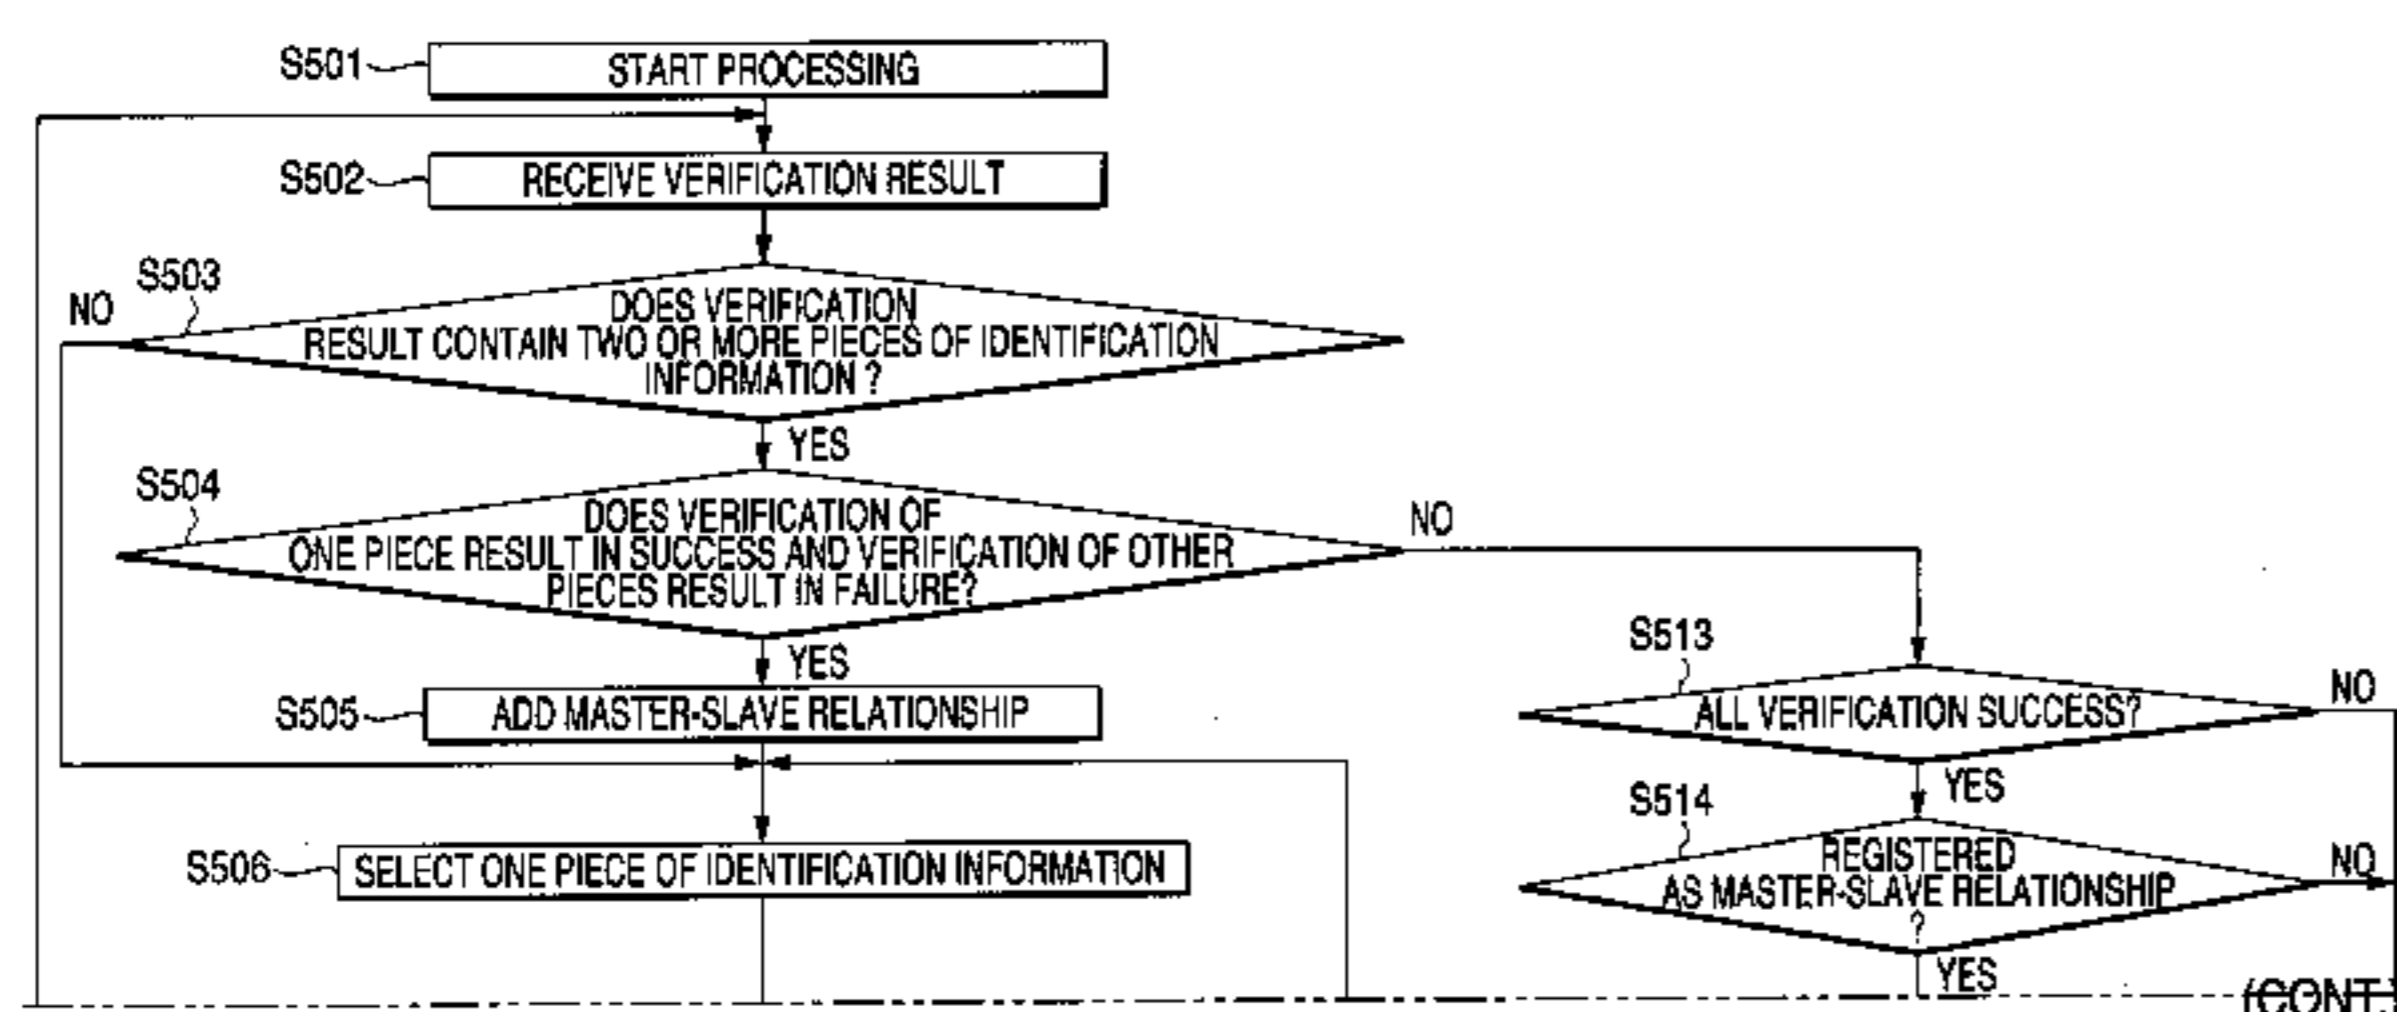 S501
START PROCESSING
S502
RECEIVE VERIFICATION RESULT
S503
NO
DOES VERIFICATION
RESULT CONTAIN TWO OR MORE PIECES OF IDENTIFICATION
INFORMATION ?
YES
S504
DOES VERIFICATION OF
ONE PIECE RESULT IN SUCCESS AND VERIFICATION OF OTHER
PIECES RESULT IN FAILURE?
NO
YES
S505
ADD MASTER-SLAVE RELATIONSHIP
S506
SELECT ONE PIECE OF IDENTIFICATION INFORMATION
S513
ALL VERIFICATION SUCCESS?
NO
YES
S514
REGISTERED
AS MASTER-SLAVE RELATIONSHIP
?
NO
YES
(CONT.)